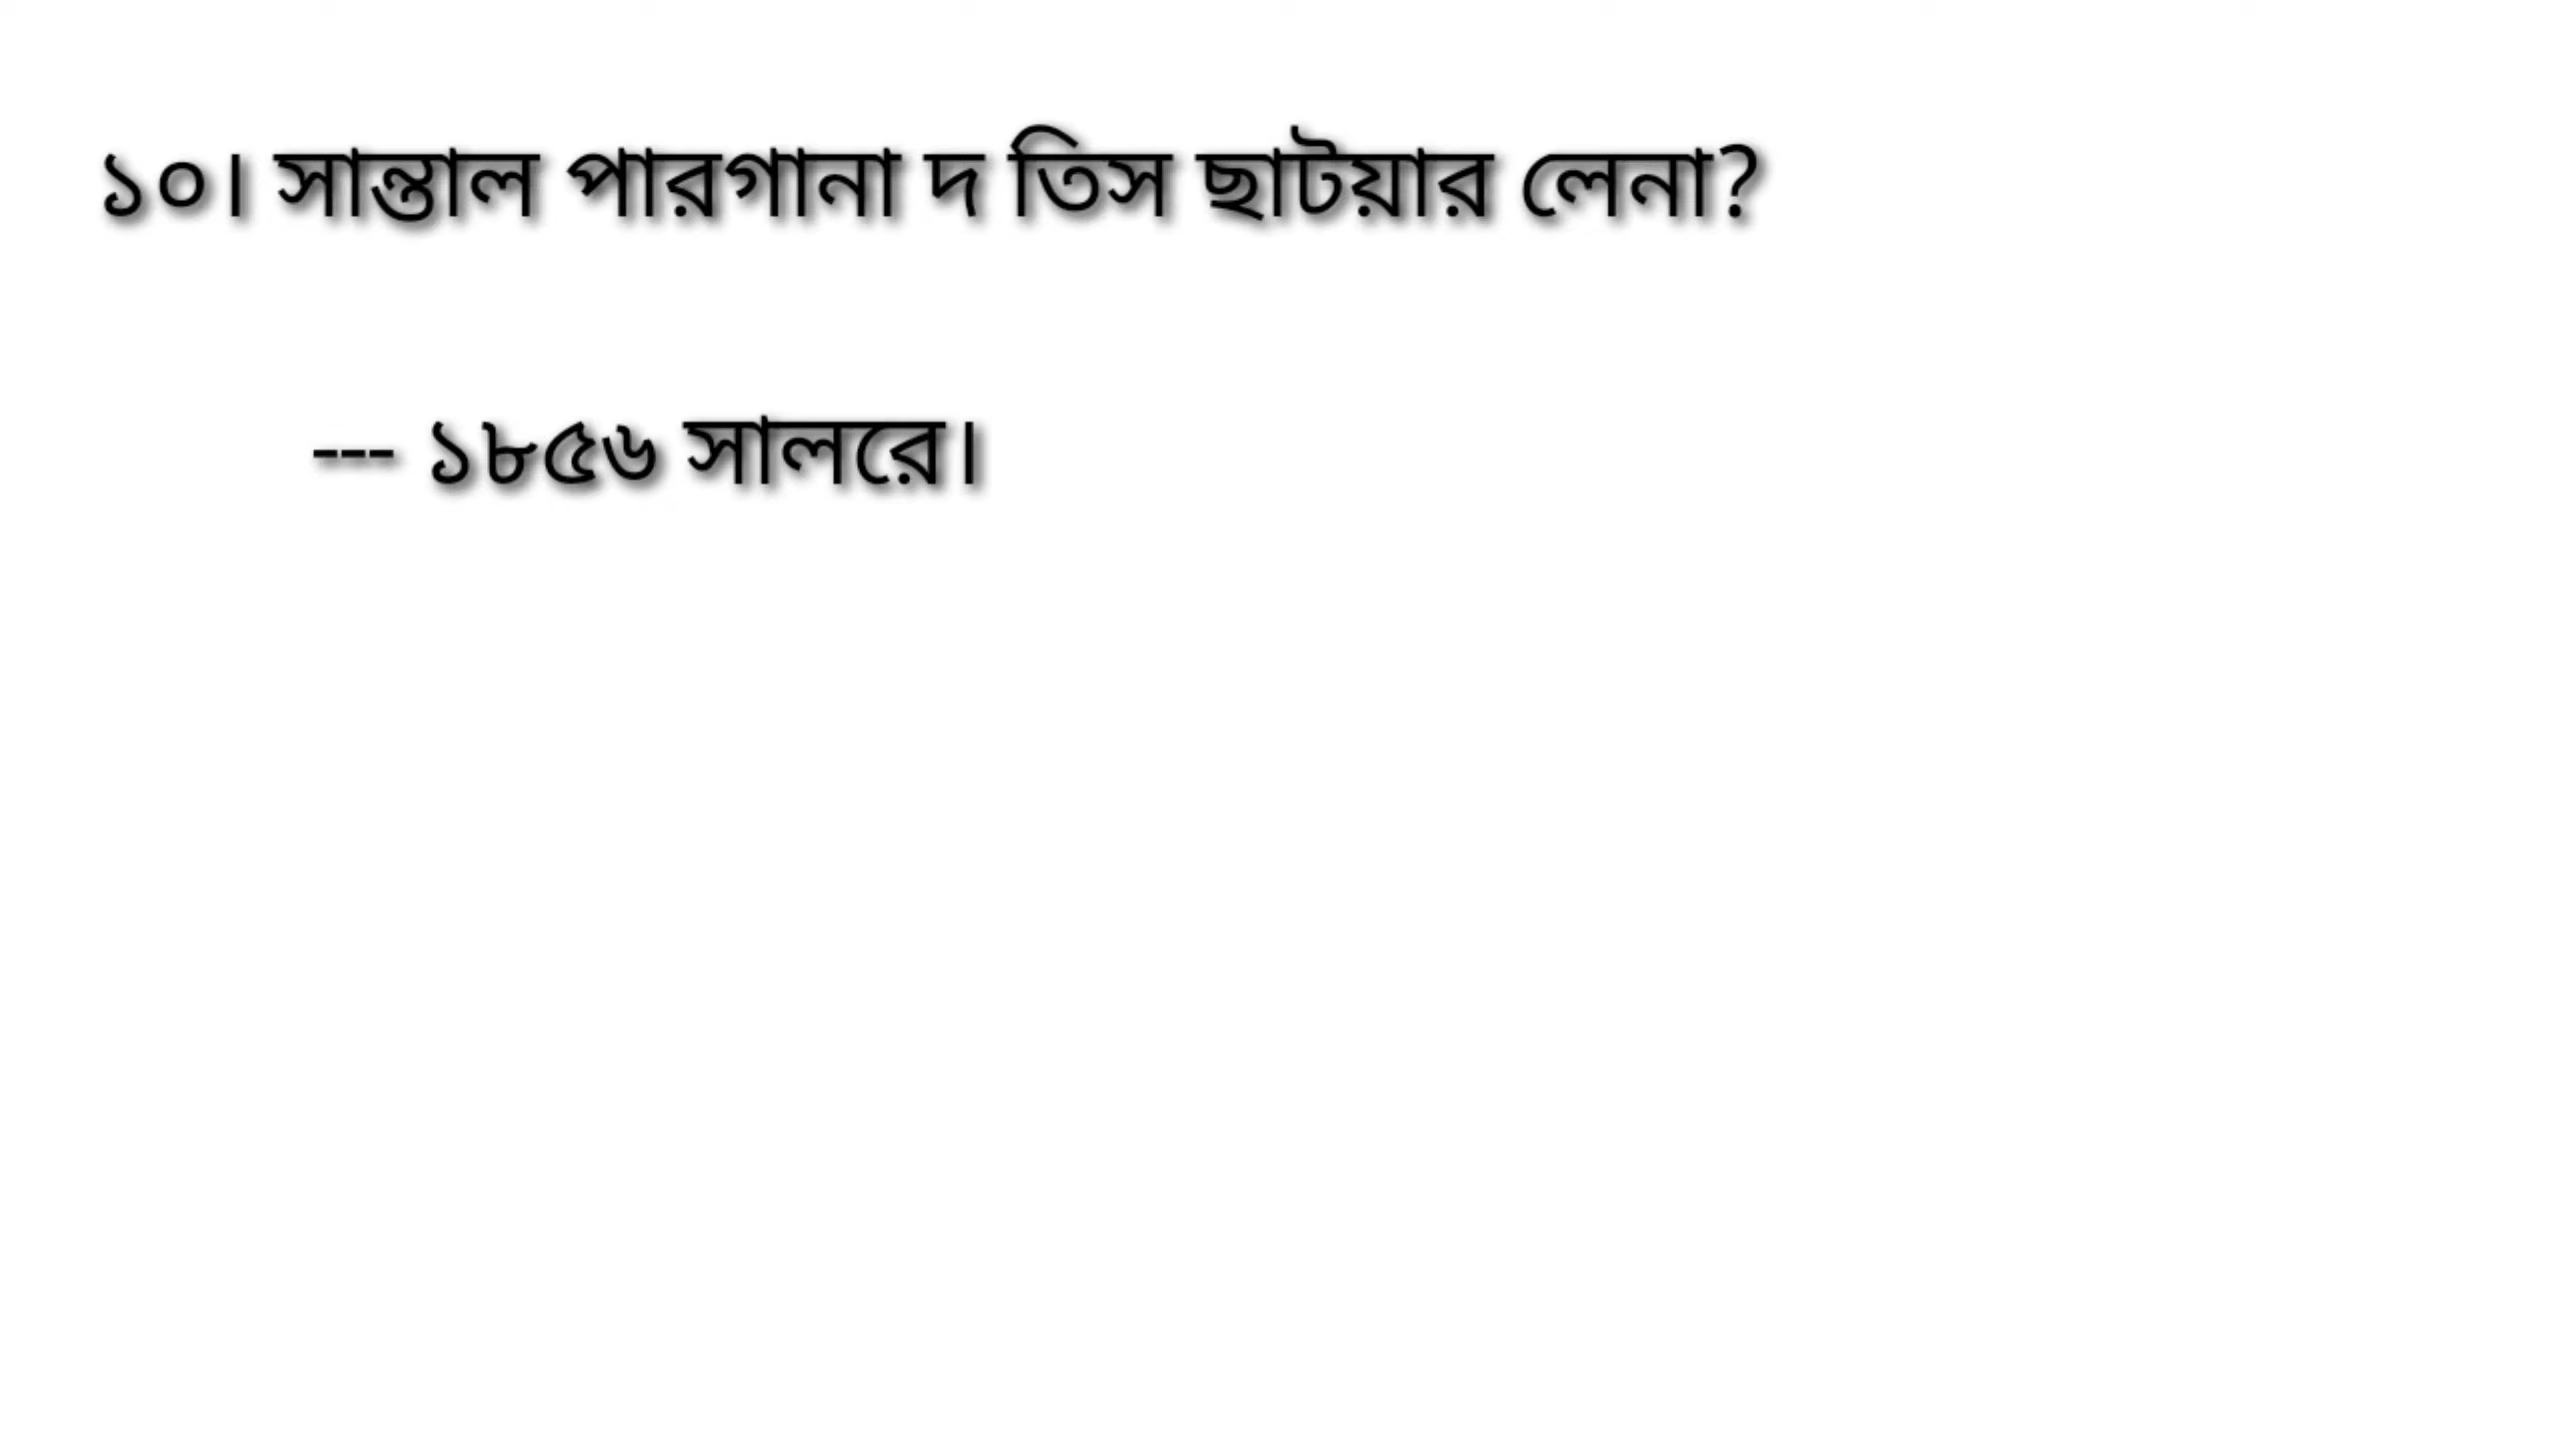 ১০। সান্তাল পারগানা দ তিস ছাটয়ার লেনা?
--- ১৮৫৬ সালরে।